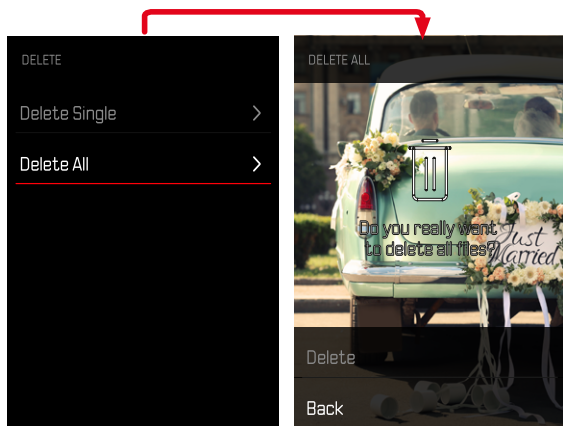 DELETE
Delete Single
Delete All
DELETE ALL
Do you really want
to delete all files?
Just
Married
Delete
Back